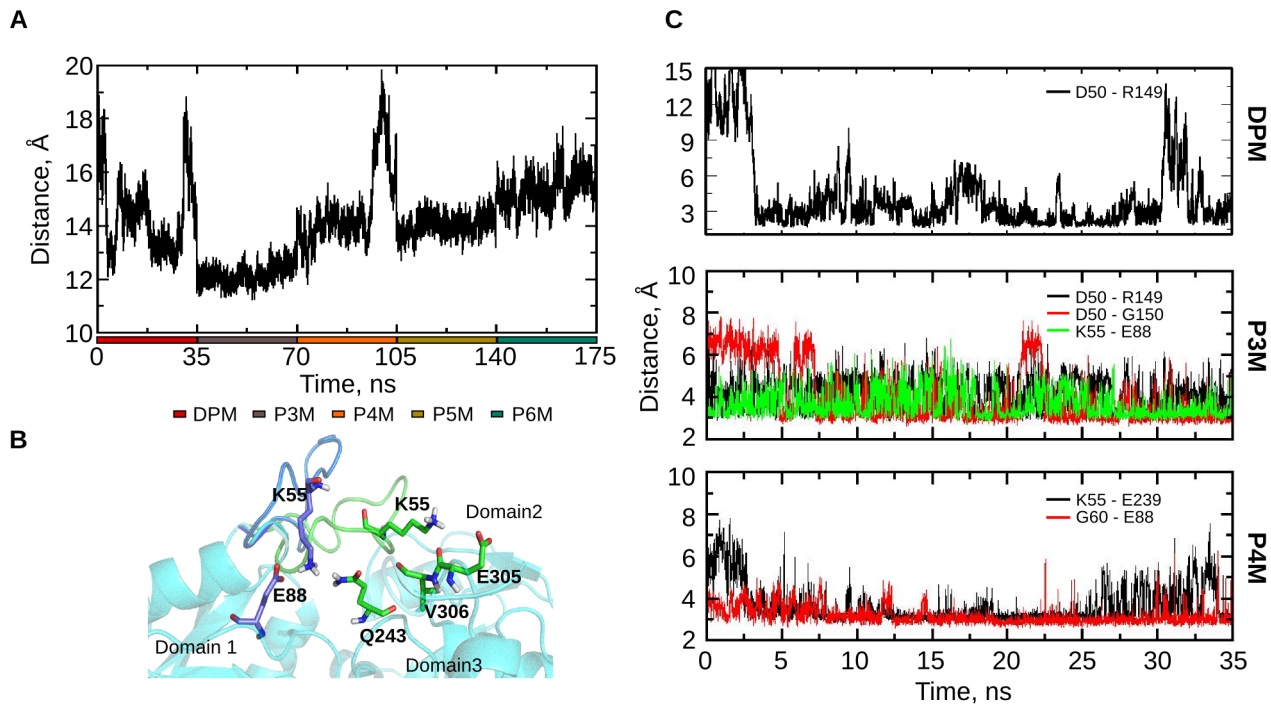 A
20
18
16
14
12
10
Distance, Å
0 35 70 105 140 175
Time, ns
DPM P3M P4M P5M P6M
B
K55
K55
Domain2
E305
E88
V306
Q243
Domain 1
Domain3
C
15
12
9
6
3
D50 - R149
DPM
Distance, Å
10
8
6
4
2
D50 - R149
D50 - G150
K55 - E88
P3M
10
8
6
4
2
K55 - E239
G60 - E88
P4M
0 5 10 15 20 25 30 35
Time, ns